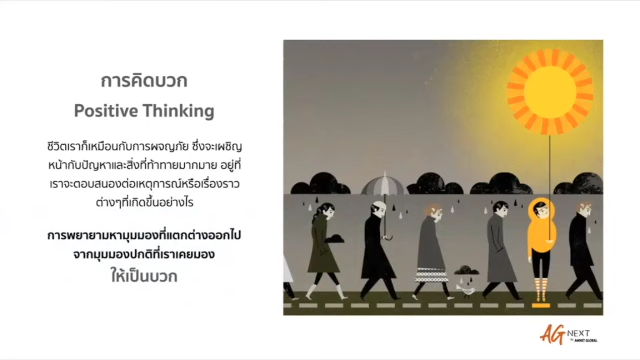 การคิดบวก
Positive Thinking
ชีวิตเราก็เหมือนกับการผจญภัย ซึ่งจะเผชิญ
หน้ากับปัญหาและสิ่งที่ท้าทายมากมาย อยู่ที่
เราจะตอบสนองต่อเหตุการณ์หรือเรื่องราว
ต่างๆที่เกิดขึ้นอย่างไร
การพยายามหามุมมองที่แตกต่างออกไป
จากมุมมองปกติที่เราเคยมอง
ให้เป็นบวก
AG NEXT
by AMNET GLOBAL